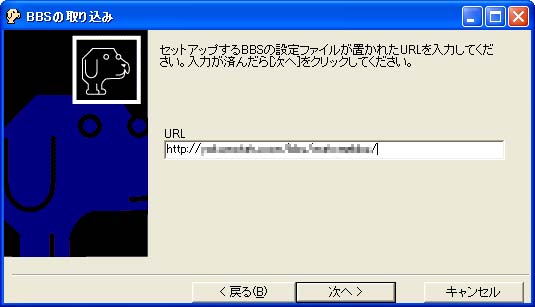 BBSの取り込み
セットアップするBBSの設定ファイルが置かれたURLを入力してくだ
さい。入力が済んだら[次へ]をクリックしてください。
URL
http://
< 戻る(B)
次へ >
キャンセル